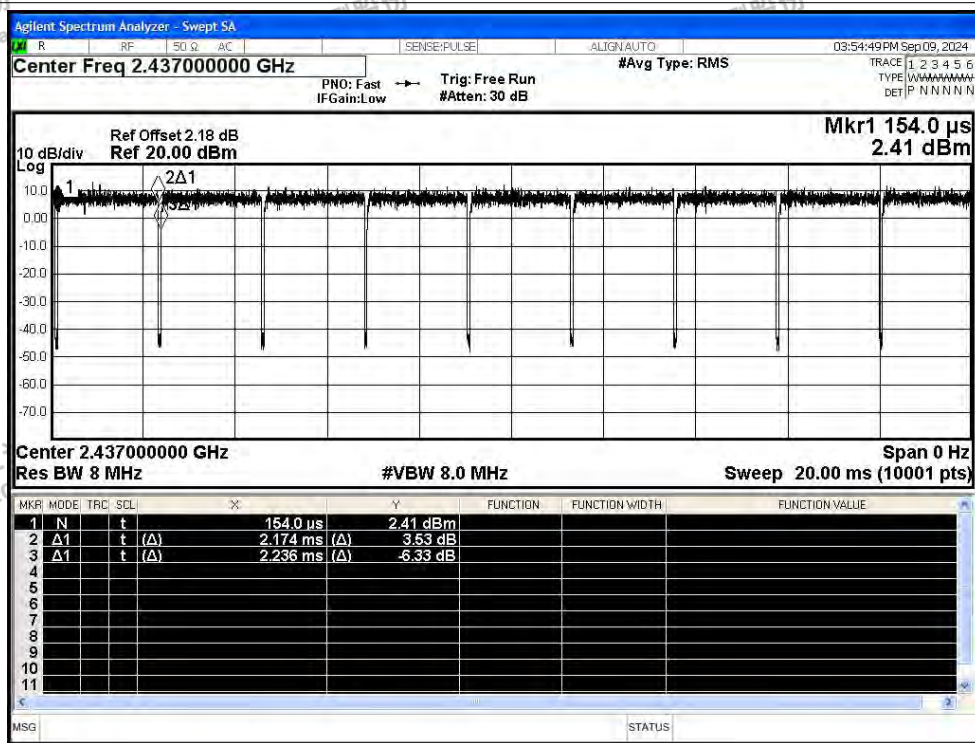 Agilent Spectrum Analyzer - Swept SA
R RF 50 Ω AC SENSE:PULSE ALIGN AUTO 03:54:49 PM Sep 09, 2024
Center Freq 2.437000000 GHz #Avg Type: RMS TRACE 1 2 3 4 5 6
PNO: Fast Trig: Free Run TYPE
IFGain:Low #Atten: 30 dB DET P N N N N N
Mkr1 154.0 µs
Ref Offset 2.18 dB
10 dB/div Ref 20.00 dBm 2.41 dBm
Log
2Δ1
10.0 1
3Δ1
0.00
-10.0
-20.0
-30.0
-40.0
-50.0
-60.0
-70.0
Center 2.437000000 GHz Span 0 Hz
Res BW 8 MHz #VBW 8.0 MHz Sweep 20.00 ms (10001 pts)
MKR MODE TRC SCL X Y FUNCTION FUNCTION WIDTH FUNCTION VALUE
1 N t 154.0 µs 2.41 dBm
2 Δ1 t (Δ) 2.174 ms (Δ) 3.53 dB
3 Δ1 t (Δ) 2.236 ms (Δ) -6.33 dB
4
5
6
7
8
9
10
11
MSG STATUS